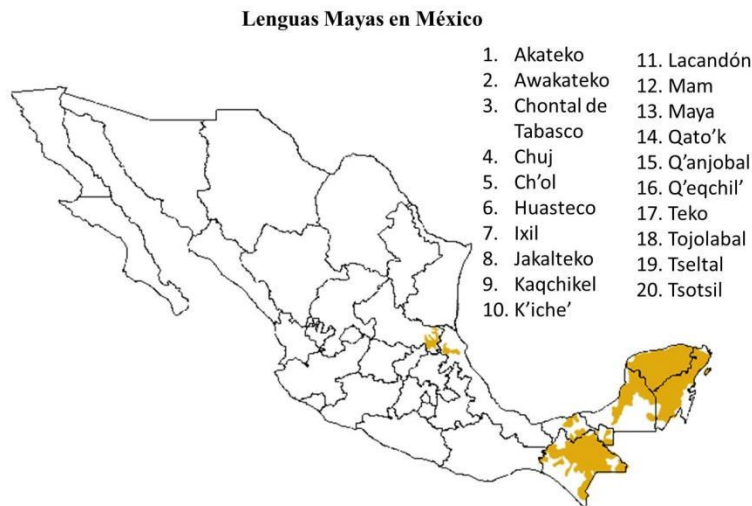 Lenguas Mayas en México
1. Akateko
2. Awakateko
3. Chontal de
Tabasco
4. Chuj
5. Ch'ol
6. Huasteco
7. Ixil
8. Jakalteko
9. Kaqchikel
10. K'iche'
11. Lacandón
12. Mam
13. Maya
14. Qato'k
15. Q'anjobal
16. Q'eqchil'
17. Teko
18. Tojolabal
19. Tseltal
20. Tsotsil